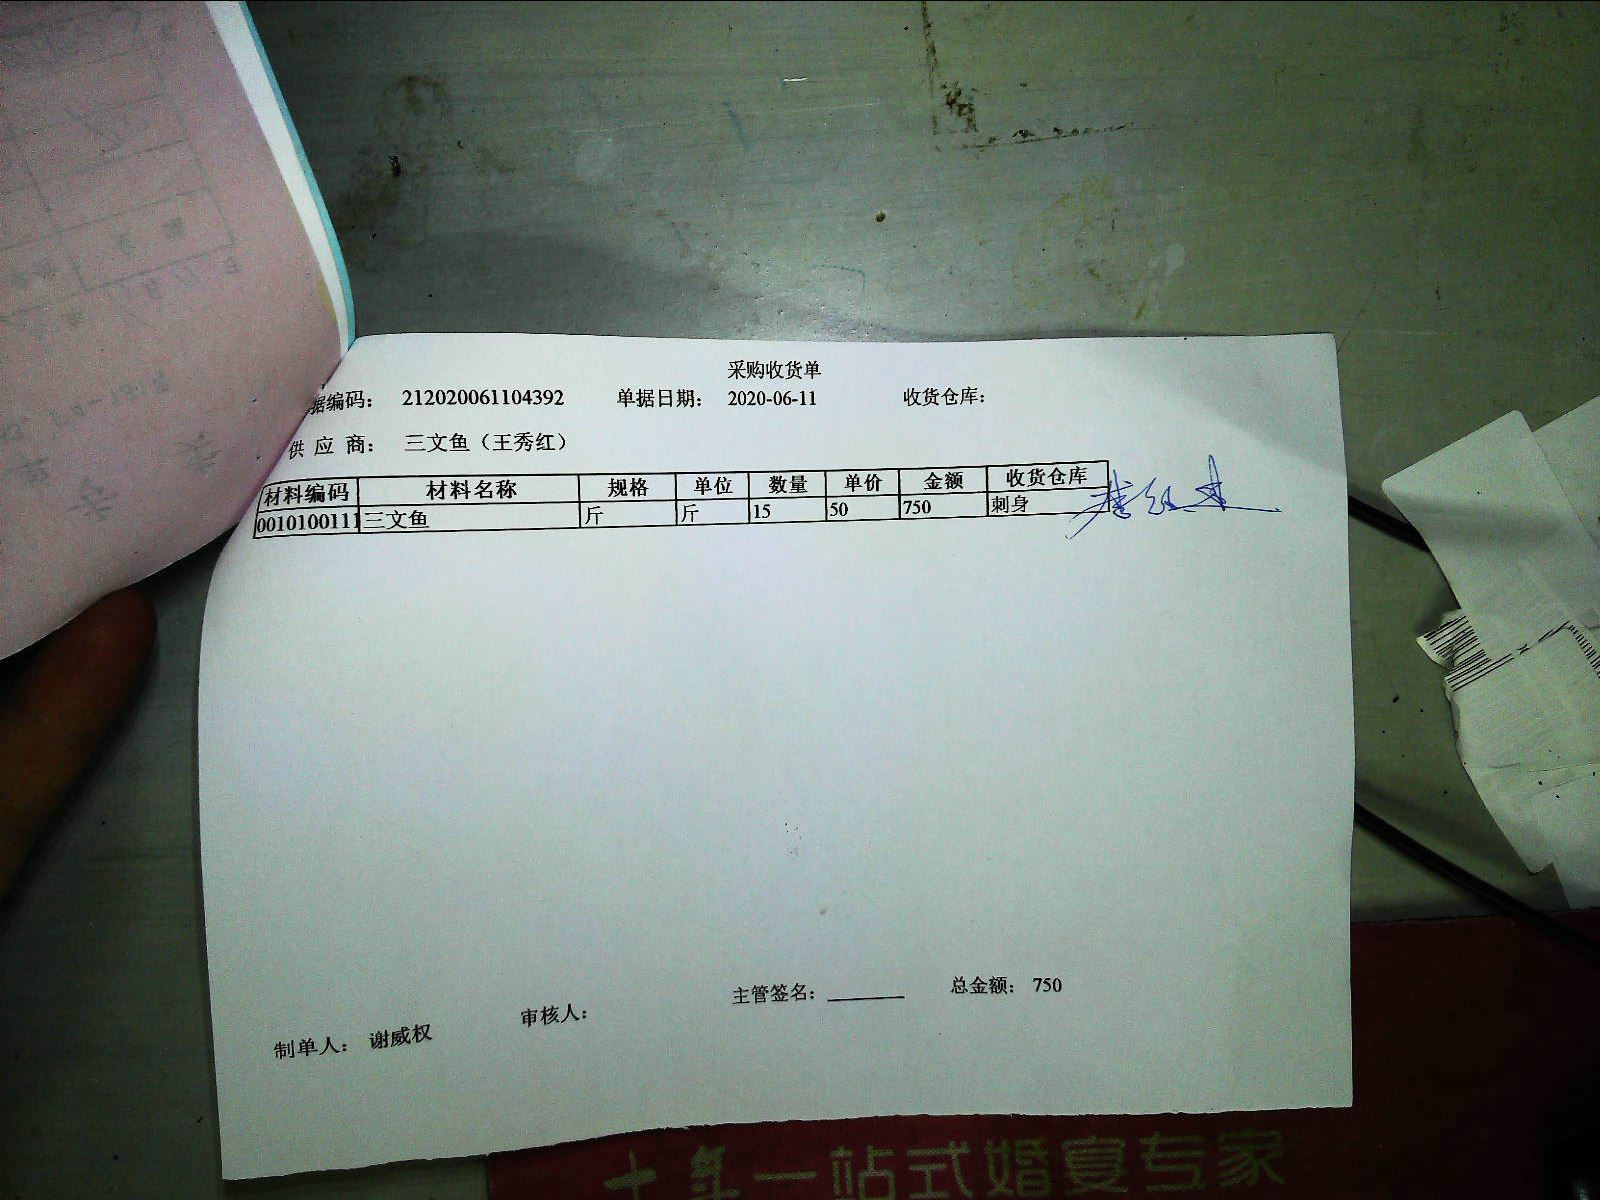 采购收货单
据编码： 212020061104392 单据日期： 2020-06-11 收货仓库：
供 应 商： 三文鱼（王秀红）
材料编码 材料名称 规格 单位 数量 单价 金额 收货仓库
0010100111 三文鱼 斤 斤 15 50 750 刺身
主管签名： 总金额： 750
制单人： 谢威权 审核人：
十年一站式婚宴专家